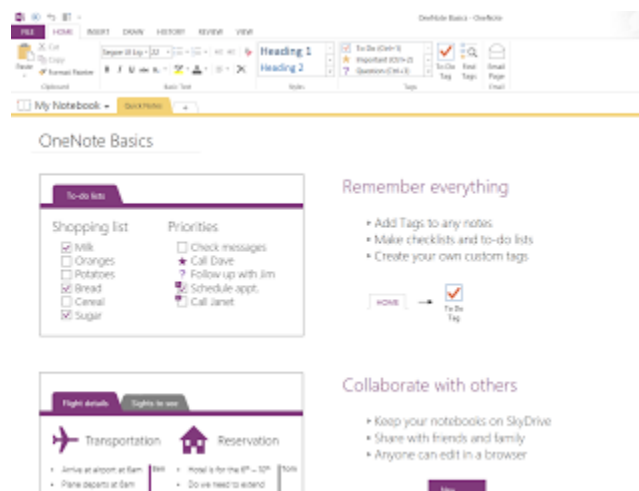 OneNote Basics - OneNote
FILE HOME INSERT DRAW HISTORY REVIEW VIEW
Paste
Cut
Copy
Format Painter
Clipboard
Segoe UI Lig 22
B I U
Basic Text
Heading 1
Heading 2
Styles
To Do (Ctrl+1)
Important (Ctrl+2)
Question (Ctrl+3)
Tags
To Do Tag
Find Tags
Email Page
Email
My Notebook
Quick Notes
OneNote Basics
To-do lists
Shopping list
Milk
Oranges
Potatoes
Bread
Cereal
Sugar
Priorities
Check messages
Call Dave
? Follow up with Jim
Schedule appt.
Call Janet
Remember everything
Add Tags to any notes
Make checklists and to-do lists
Create your own custom tags
HOME
To Do
Tag
Flight details
Sights to see
Transportation
Arrive at airport at 6am
Plane departs at 8am
Reservation
Hotel is for the 6th – 10th
Do we need to extend
Collaborate with others
Keep your notebooks on SkyDrive
Share with friends and family
Anyone can edit in a browser